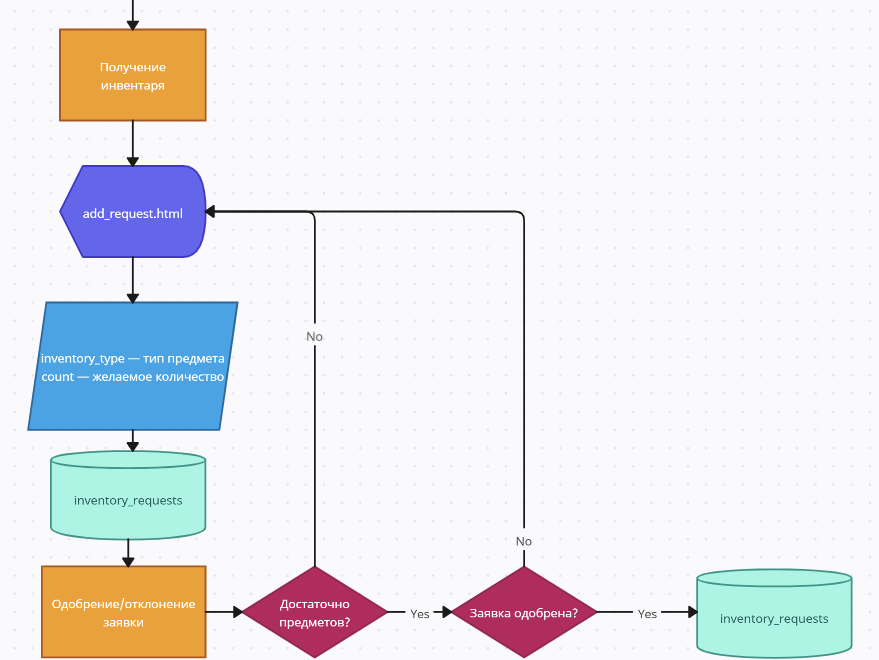 Получение
инвентаря
add_request.html
No
inventory_type — тип предмета
count — желаемое количество
inventory_requests
No
Одобрение/отклонение
заявки
Достаточно
предметов?
Yes
Заявка одобрена?
Yes
inventory_requests